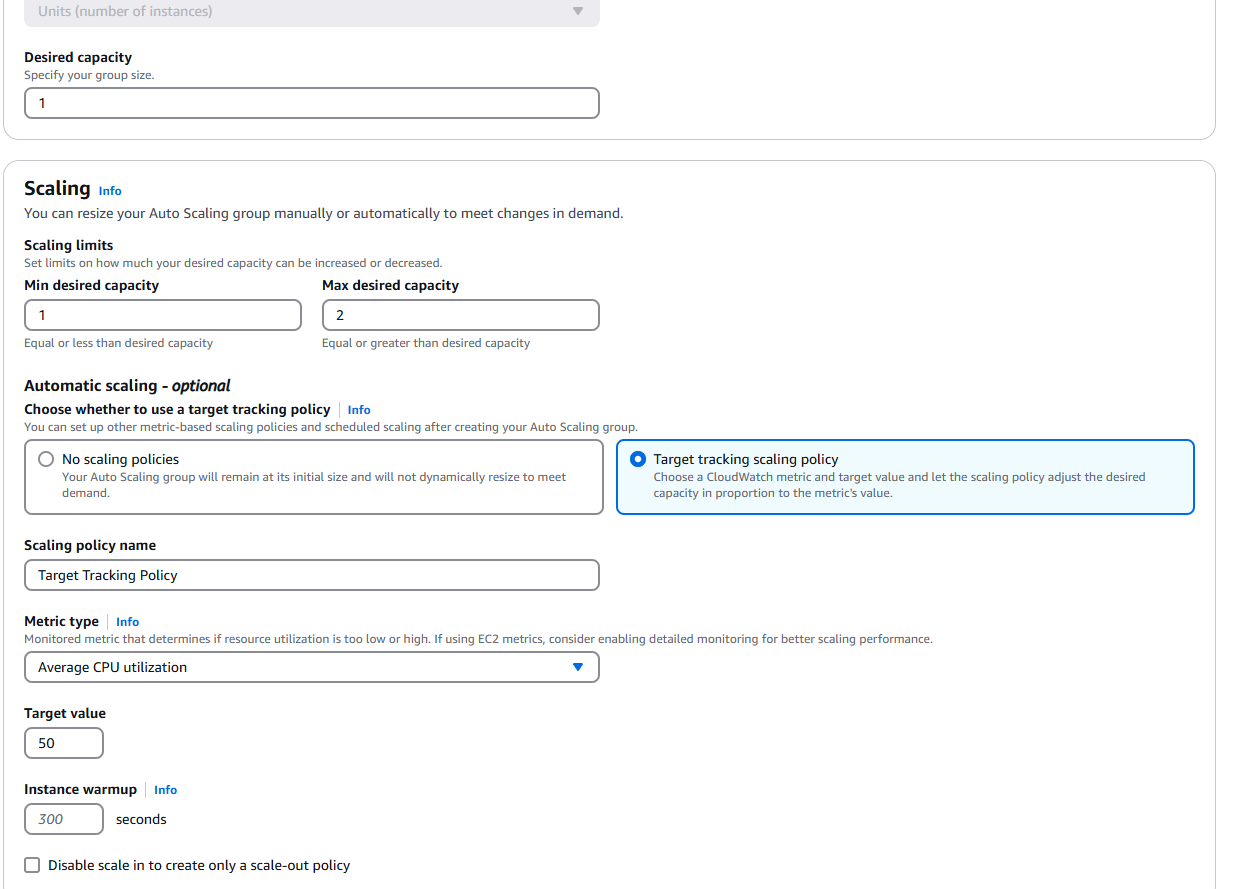 Units (number of instances)
Desired capacity
Specify your group size.
1
Scaling Info
You can resize your Auto Scaling group manually or automatically to meet changes in demand.
Scaling limits
Set limits on how much your desired capacity can be increased or decreased.
Min desired capacity
1
Equal or less than desired capacity
Max desired capacity
2
Equal or greater than desired capacity
Automatic scaling - optional
Choose whether to use a target tracking policy Info
You can set up other metric-based scaling policies and scheduled scaling after creating your Auto Scaling group.
No scaling policies
Your Auto Scaling group will remain at its initial size and will not dynamically resize to meet
demand.
Target tracking scaling policy
Choose a CloudWatch metric and target value and let the scaling policy adjust the desired
capacity in proportion to the metric's value.
Scaling policy name
Target Tracking Policy
Metric type Info
Monitored metric that determines if resource utilization is too low or high. If using EC2 metrics, consider enabling detailed monitoring for better scaling performance.
Average CPU utilization
Target value
50
Instance warmup Info
300 seconds
Disable scale in to create only a scale-out policy